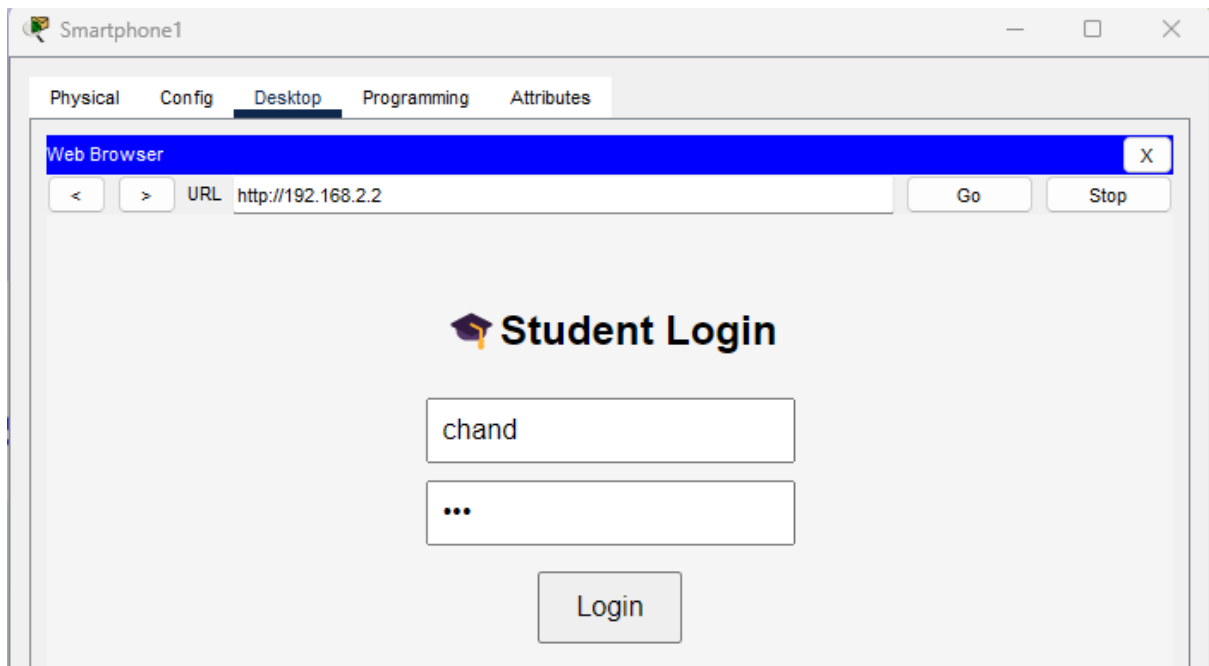 Smartphone1
Physical Config Desktop Programming Attributes
Web Browser X
< > URL http://192.168.2.2 Go Stop
Student Login
chand
•••
Login